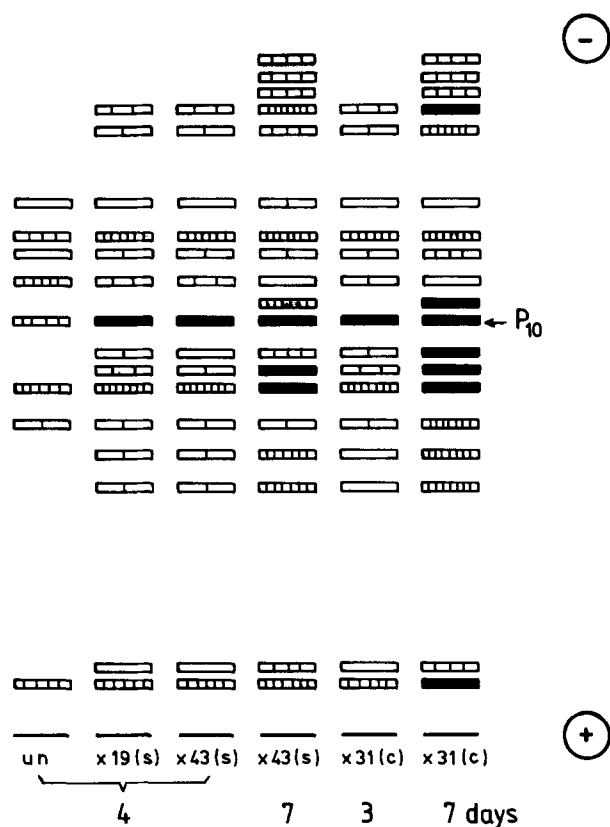 −
← P10
un x19(s) x43(s) x43(s) x31(c) x31(c) +
4 7 3 7 days